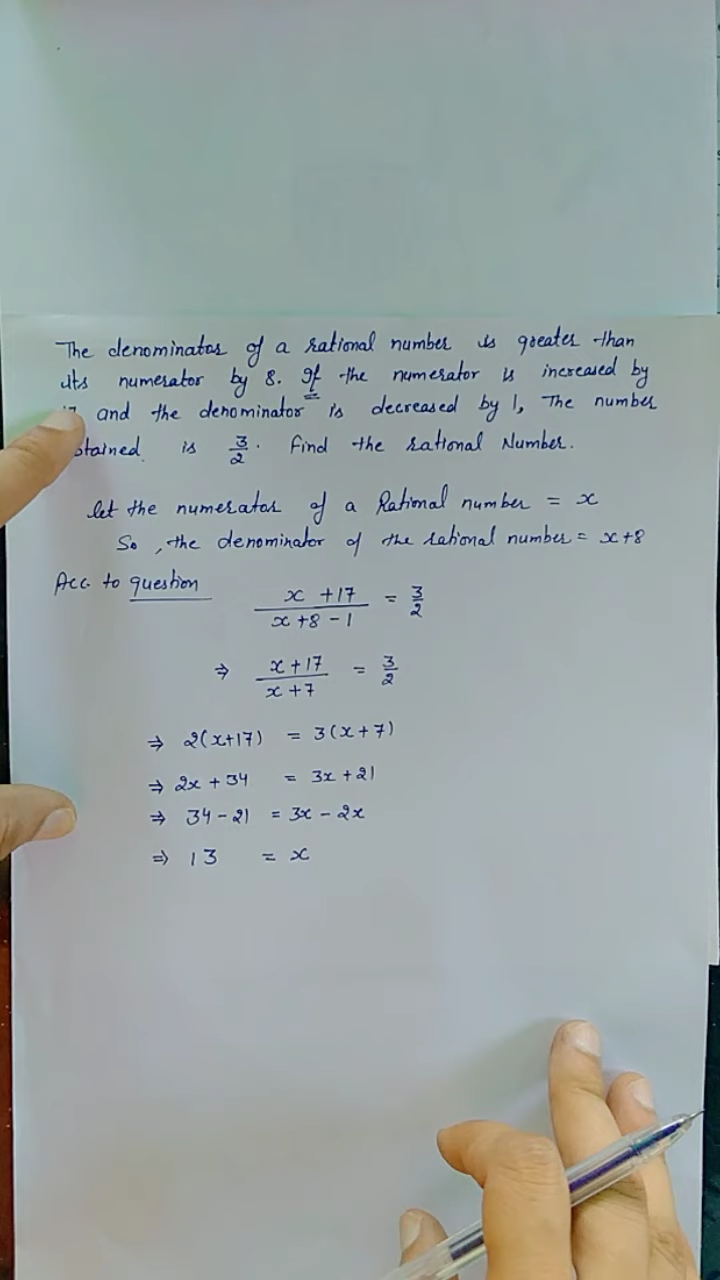 The denominator of a rational number is greater than
its numerator by 8. If the numerator is increased by
17 and the denominator is decreased by 1, The number
obtained is 3/2. Find the rational Number.
let the numerator of a Rational number = x
So, the denominator of the rational number = x+8
Acc. to question
x + 17 / x + 8 - 1 = 3/2
⇒ x + 17 / x + 7 = 3/2
⇒ 2(x+17) = 3(x+7)
⇒ 2x + 34 = 3x + 21
⇒ 34 - 21 = 3x - 2x
⇒ 13 = x